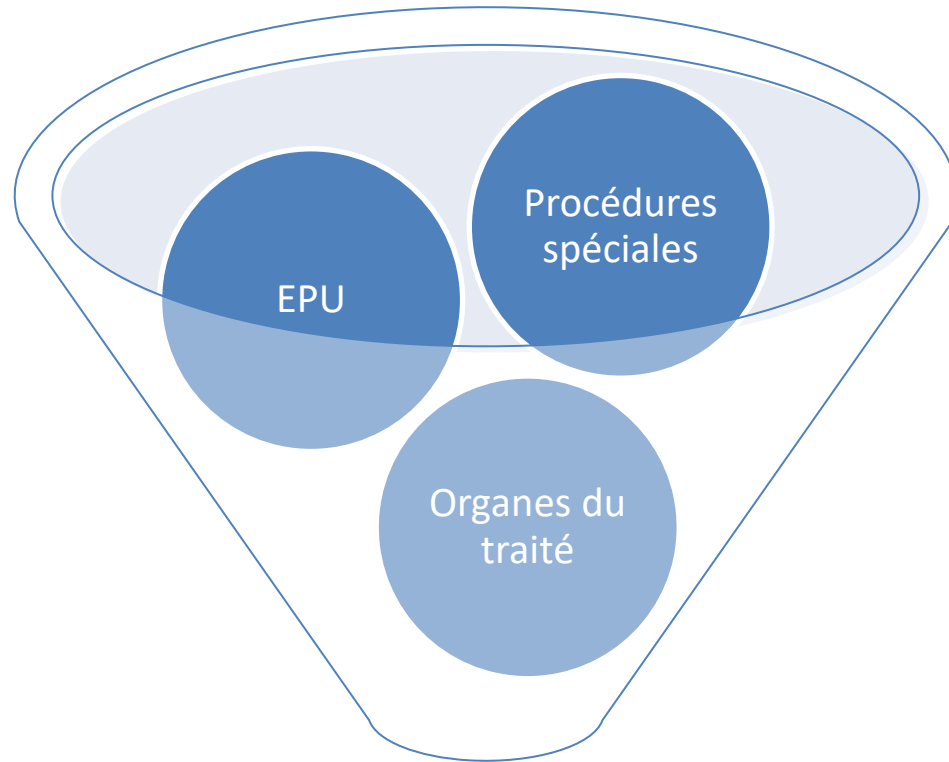 EPU
Procédures
spéciales
Organes du
traité